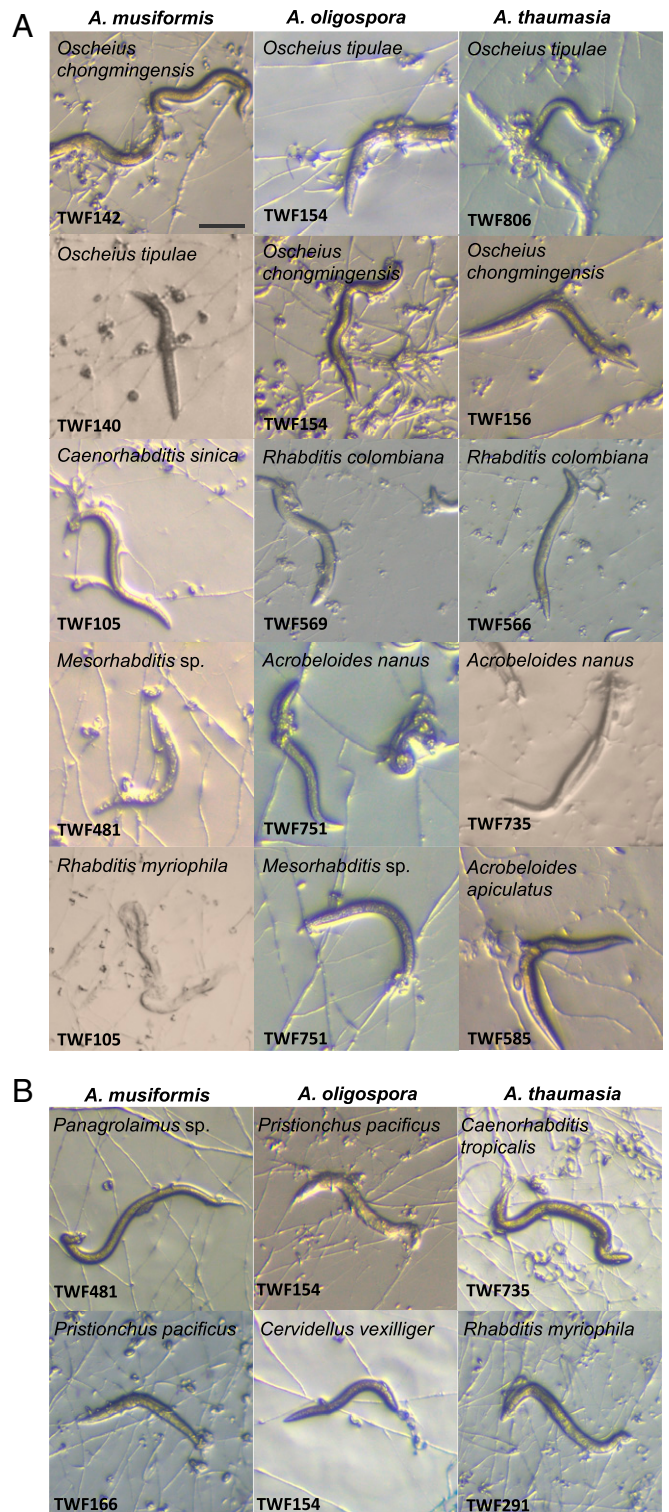 A
A. musiformis A. oligospora A. thaumasia
Oscheius
chongmingensis
TWF142
Oscheius tipulae
TWF154
Oscheius tipulae
TWF806
Oscheius tipulae
TWF140
Oscheius
chongmingensis
TWF154
Oscheius
chongmingensis
TWF156
Caenorhabditis sinica
TWF105
Rhabditis colombiana
TWF569
Rhabditis colombiana
TWF566
Mesorhabditis sp.
TWF481
Acrobeloides nanus
TWF751
Acrobeloides nanus
TWF735
Rhabditis myriophila
TWF105
Mesorhabditis sp.
TWF751
Acrobeloides
apiculatus
TWF585
B
A. musiformis A. oligospora A. thaumasia
Panagrolaimus sp.
TWF481
Pristionchus pacificus
TWF154
Caenorhabditis
tropicalis
TWF735
Pristionchus pacificus
TWF166
Cervidellus vexilliger
TWF154
Rhabditis myriophila
TWF291